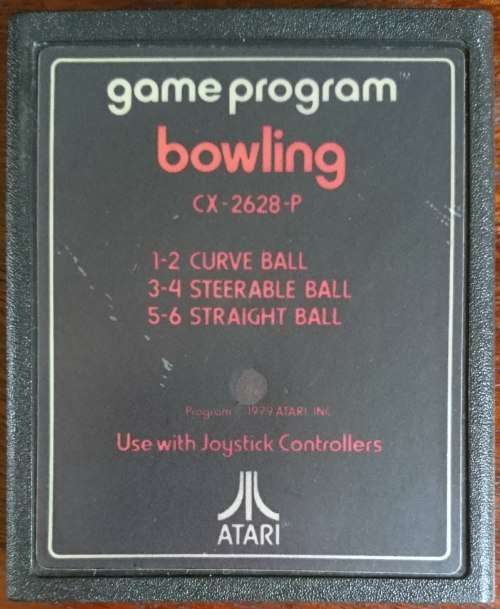 game program™
bowling
CX-2628-P
1-2 CURVE BALL
3-4 STEERABLE BALL
5-6 STRAIGHT BALL
Program 1979 ATARI, INC.
Use with Joystick Controllers
ATARI